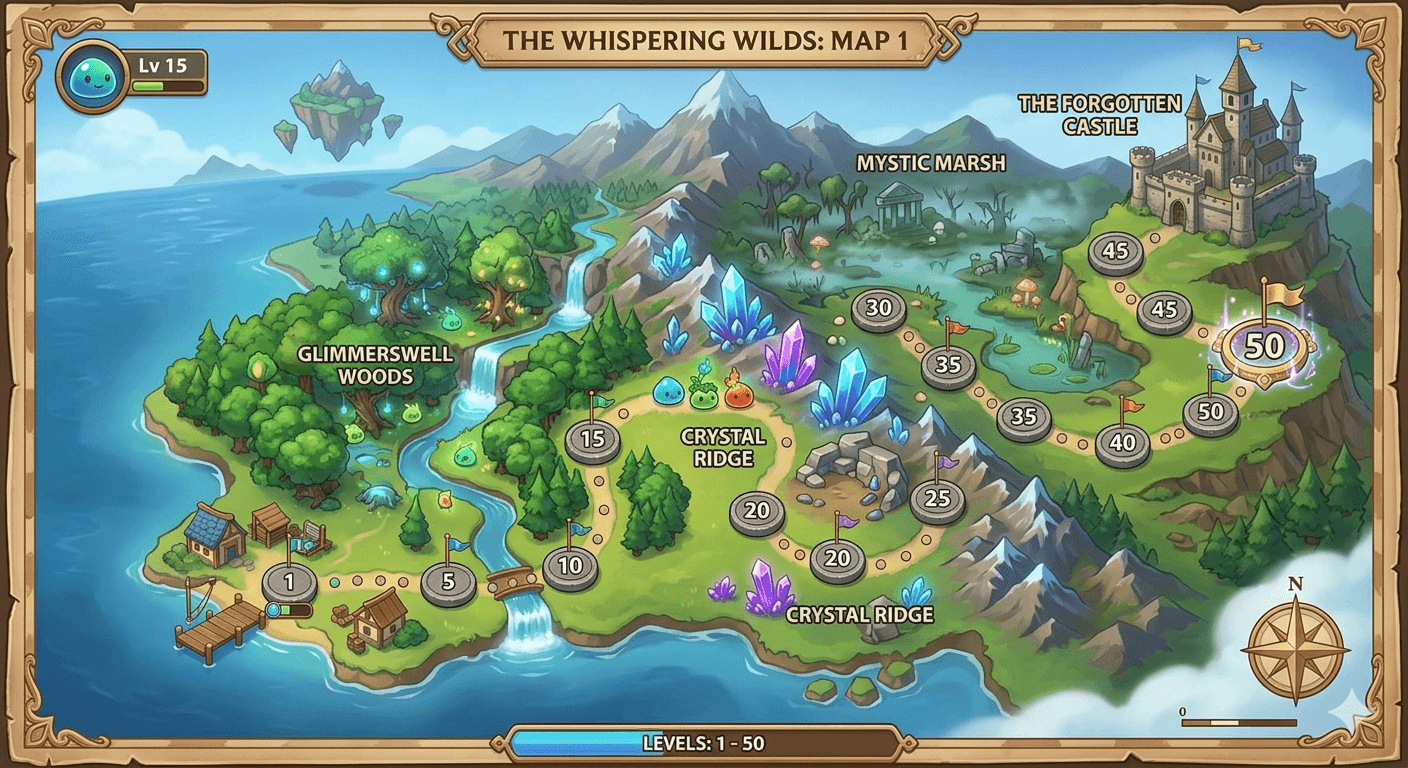 THE WHISPERING WILDS: MAP 1
Lv 15
THE FORGOTTEN
CASTLE
MYSTIC MARSH
45
30
45
50
GLIMMERSWELL
WOODS
35
50
35
15
40
CRYSTAL
RIDGE
25
20
20
10
1
5
CRYSTAL RIDGE
N
0
LEVELS: 1 - 50